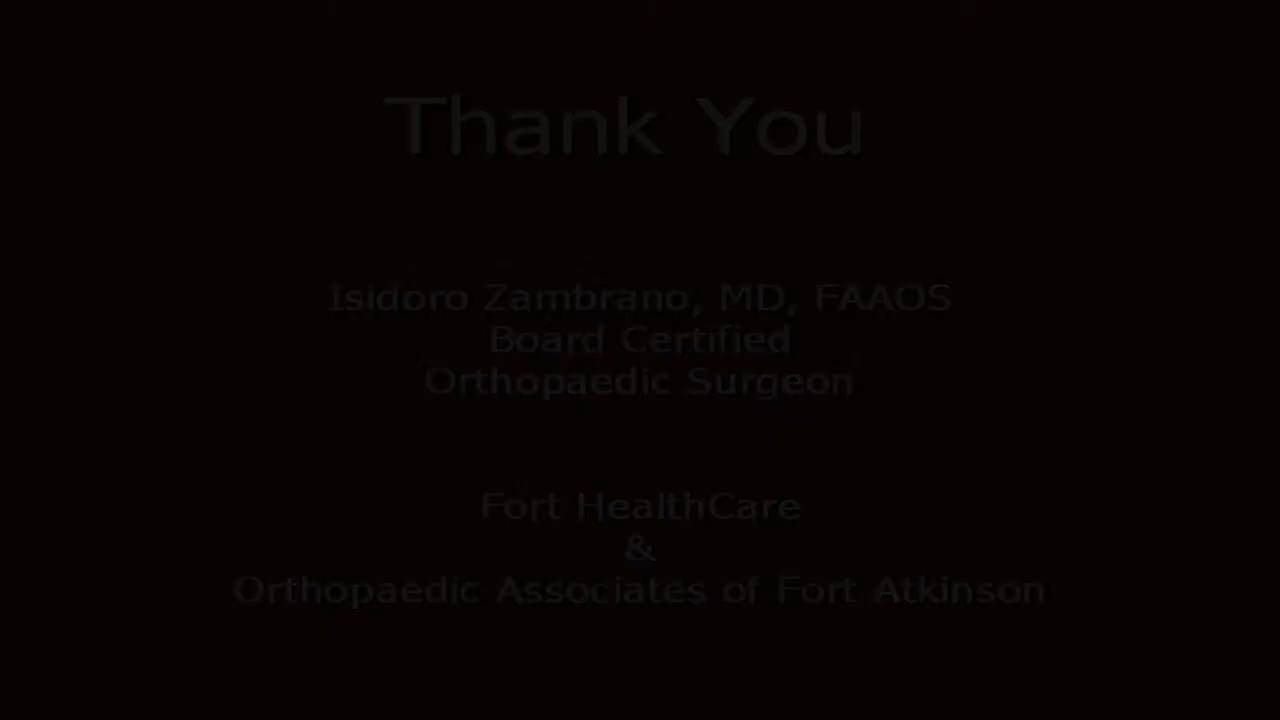 Thank You
Isidoro Zambrano, MD, FAAOS
Board Certified
Orthopaedic Surgeon
Fort HealthCare
&
Orthopaedic Associates of Fort Atkinson